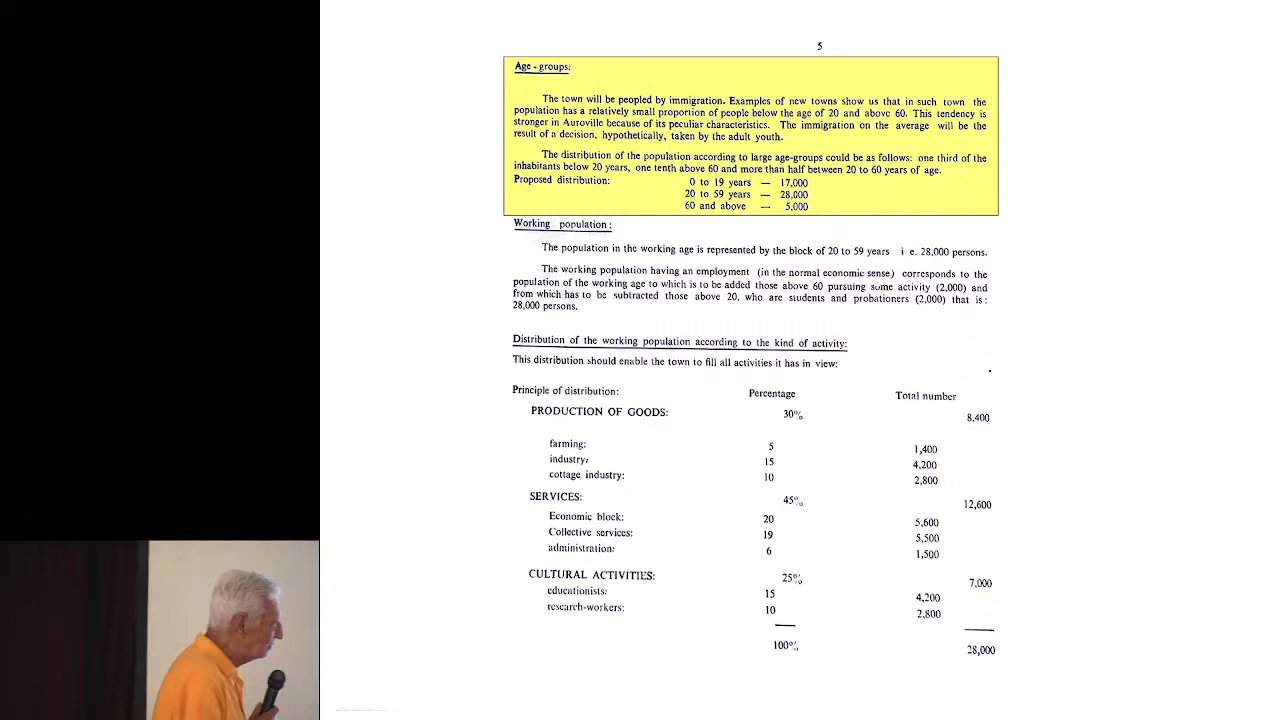 5
Age - groups:
The town will be peopled by immigration. Examples of new towns show us that in such town the
population has a relatively small proportion of people below the age of 20 and above 60. This tendency is
stronger in Auroville because of its peculiar characteristics. The immigration on the average will be the
result of a decision, hypothetically, taken by the adult youth.
The distribution of the population according to large age-groups could be as follows: one third of the
inhabitants below 20 years, one tenth above 60 and more than half between 20 to 60 years of age.
Proposed distribution: 0 to 19 years — 17,000
20 to 59 years — 28,000
60 and above — 5,000
Working population:
The population in the working age is represented by the block of 20 to 59 years i e. 28,000 persons.
The working population having an employment (in the normal economic sense) corresponds to the
population of the working age to which is to be added those above 60 pursuing some activity (2,000) and
from which has to be subtracted those above 20, who are students and probationers (2,000) that is:
28,000 persons.
Distribution of the working population according to the kind of activity:
This distribution should enable the town to fill all activities it has in view:
Principle of distribution: Percentage Total number
PRODUCTION OF GOODS: 30% 8,400
farming: 5 1,400
industry: 15 4,200
cottage industry: 10 2,800
SERVICES: 45% 12,600
Economic block: 20 5,600
Collective services: 19 5,500
administration: 6 1,500
CULTURAL ACTIVITIES: 25% 7,000
educationists: 15 4,200
research-workers: 10 2,800
100% 28,000